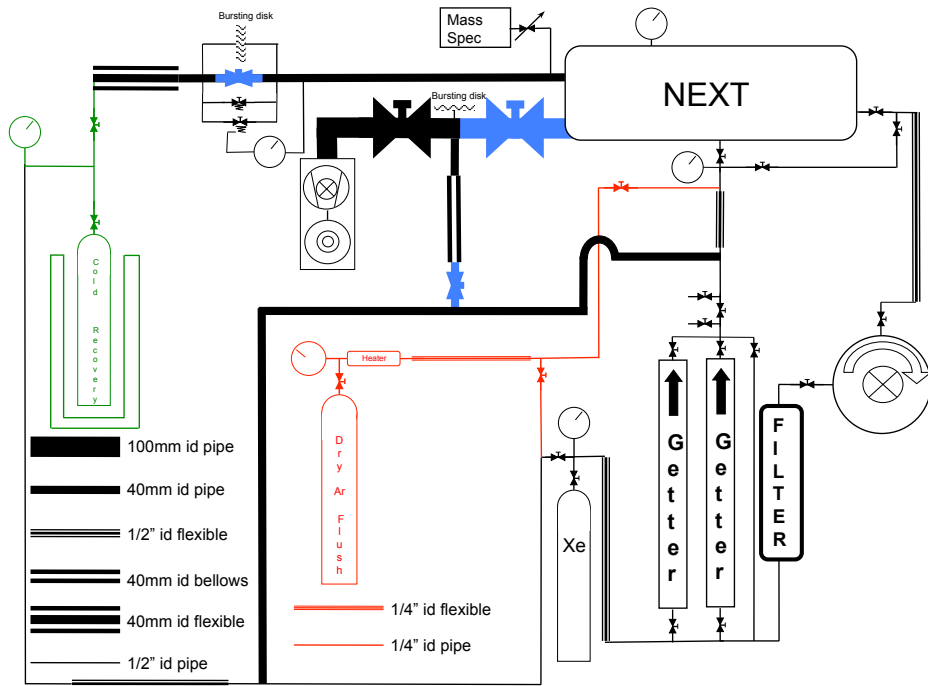 Bursting disk
Mass
Spec
NEXT
Bursting disk
Cold Recovery
Heater
Dry Ar Flush
Xe
Getter
Getter
FILTER
100mm id pipe
40mm id pipe
1/2" id flexible
40mm id bellows
40mm id flexible
1/2" id pipe
1/4" id flexible
1/4" id pipe